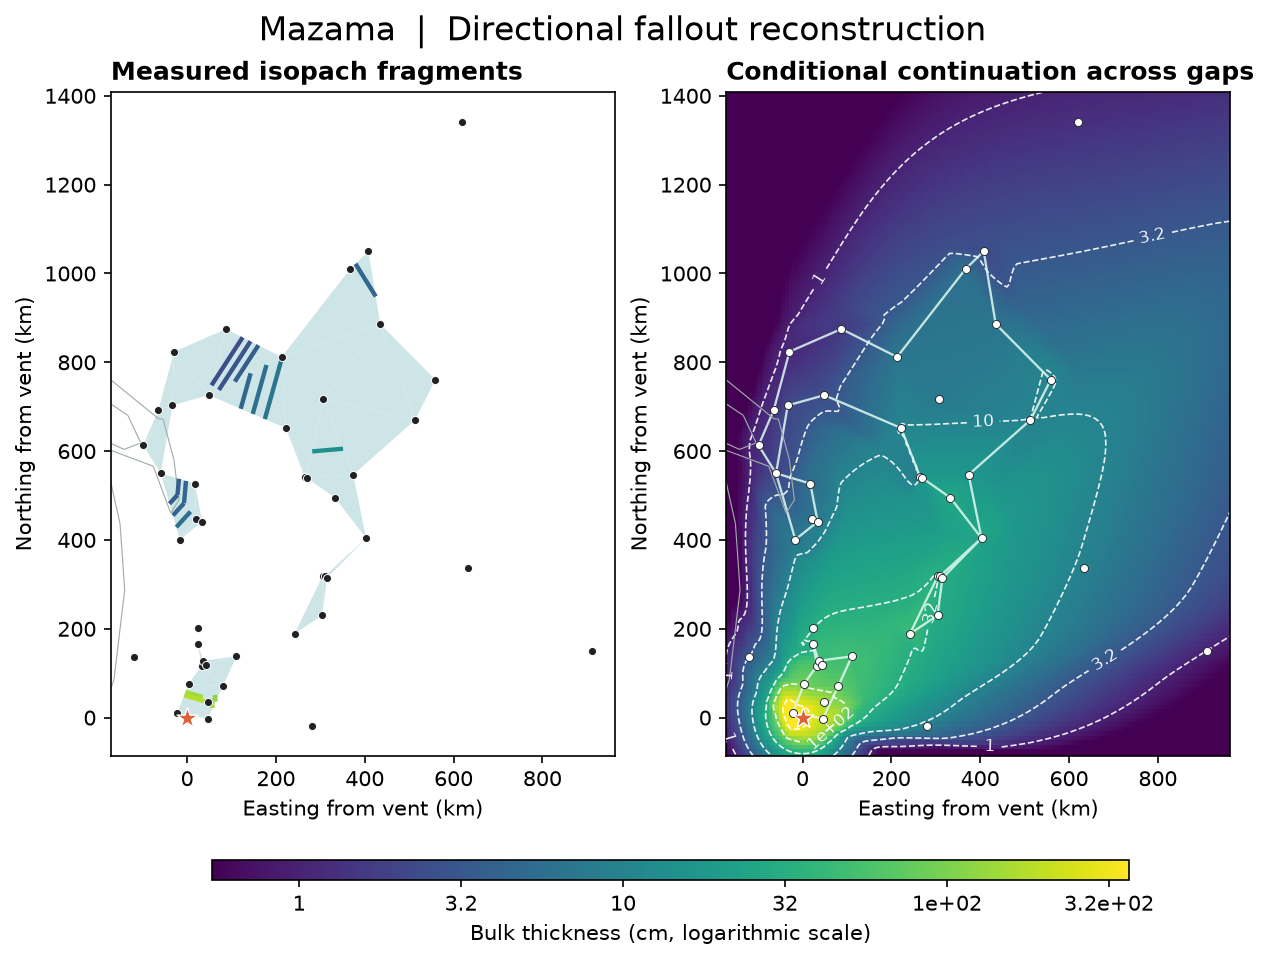 Mazama | Directional fallout reconstruction
Measured isopach fragments
Conditional continuation across gaps
1400
1200
1000
800
600
400
200
0
0 200 400 600 800
Northing from vent (km)
Easting from vent (km)
1400
1200
1000
800
600
400
200
0
0 200 400 600 800
Northing from vent (km)
Easting from vent (km)
1
3.2
10
32
3.2
1e+02
1
1 3.2 10 32 1e+02 3.2e+02
Bulk thickness (cm, logarithmic scale)